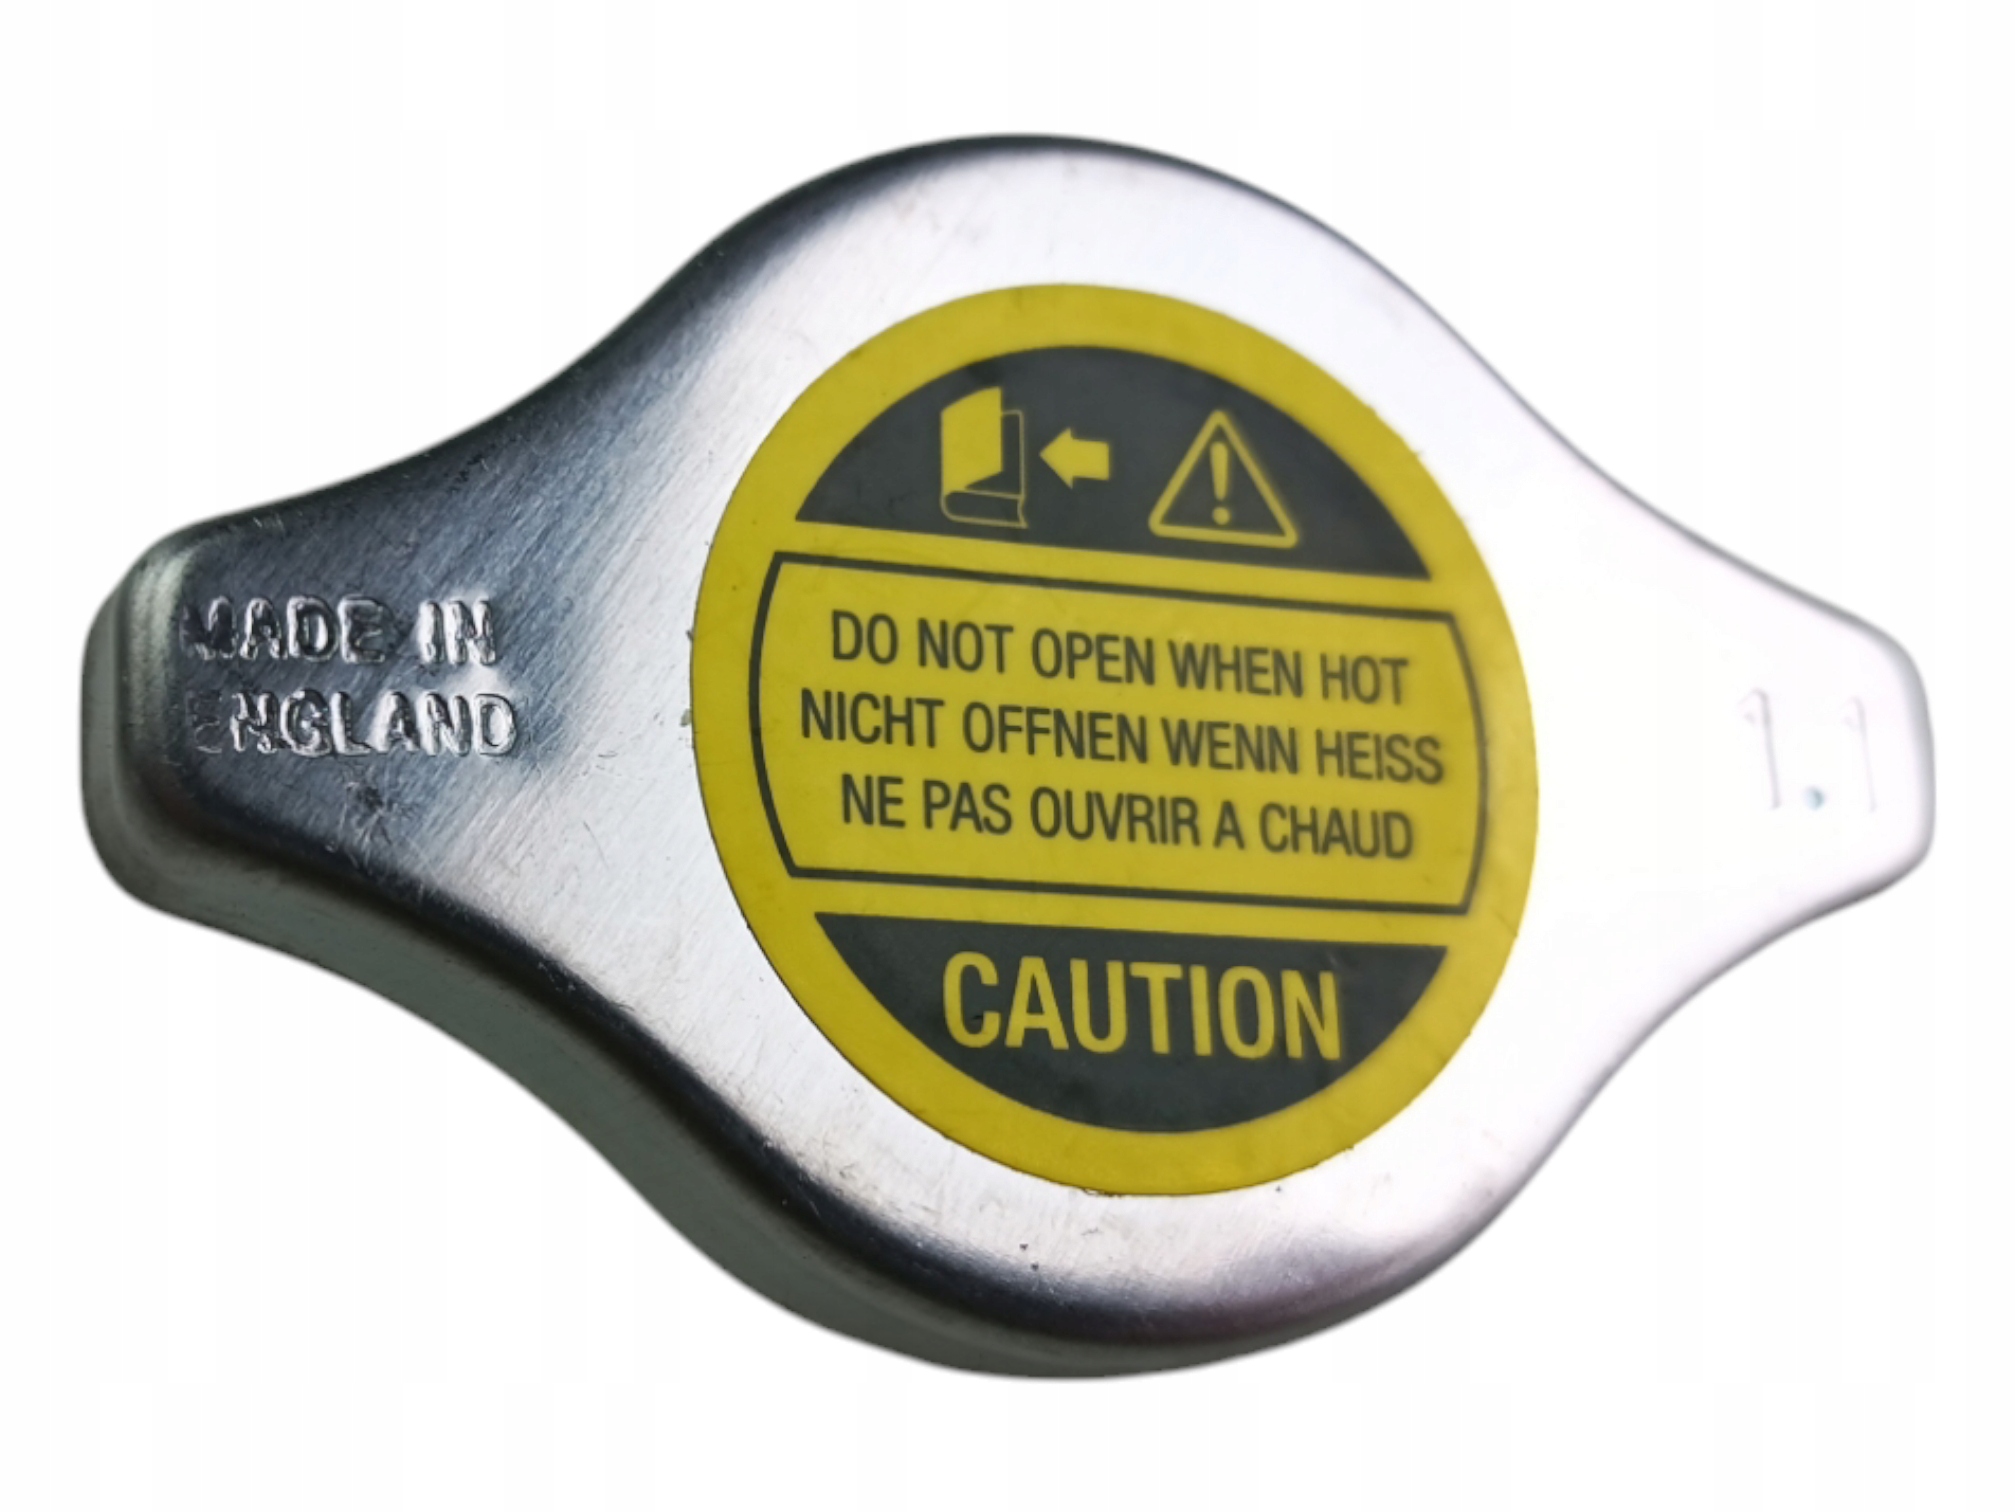 MADE IN
ENGLAND
DO NOT OPEN WHEN HOT
NICHT OFFNEN WENN HEISS
NE PAS OUVRIR A CHAUD
CAUTION
1.1